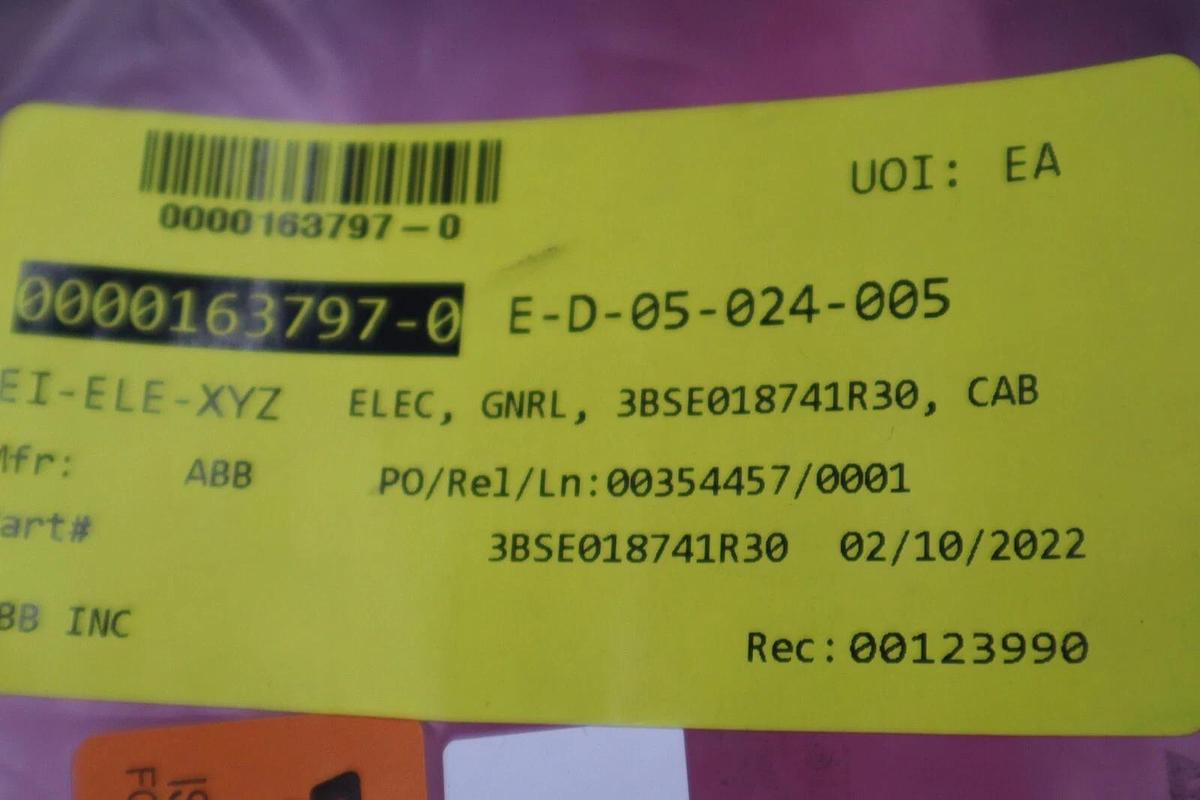 UOI: EA
0000163797-0
0000163797-0 E-D-05-024-005
EI-ELE-XYZ ELEC, GNRL, 3BSE018741R30, CAB
Mfr: ABB PO/Rel/Ln:00354457/0001
art# 3BSE018741R30 02/10/2022
BB INC
Rec:00123990